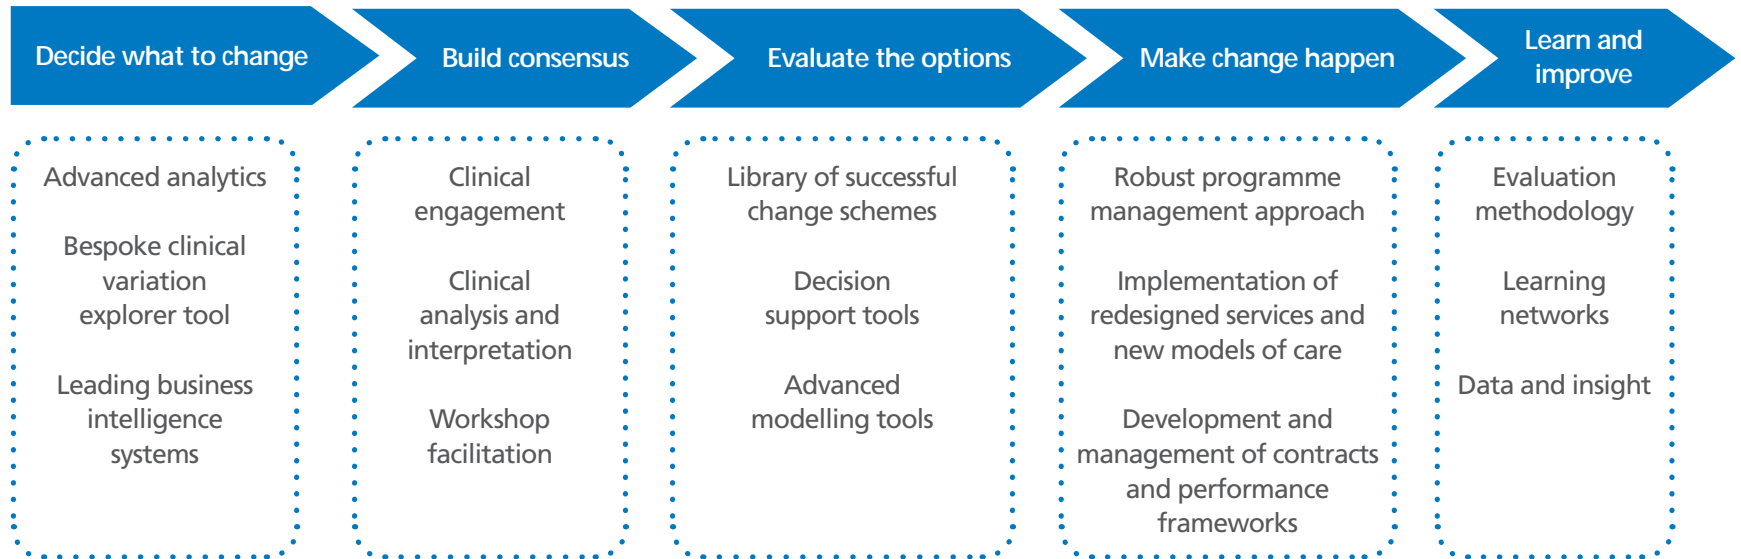 Decide what to change
Build consensus
Evaluate the options
Make change happen
Learn and
improve
Advanced analytics
Bespoke clinical
variation
explorer tool
Leading business
intelligence
systems
Clinical
engagement
Clinical
analysis and
interpretation
Workshop
facilitation
Library of successful
change schemes
Decision
support tools
Advanced
modelling tools
Robust programme
management approach
Implementation of
redesigned services and
new models of care
Development and
management of contracts
and performance
frameworks
Evaluation
methodology
Learning
networks
Data and insight